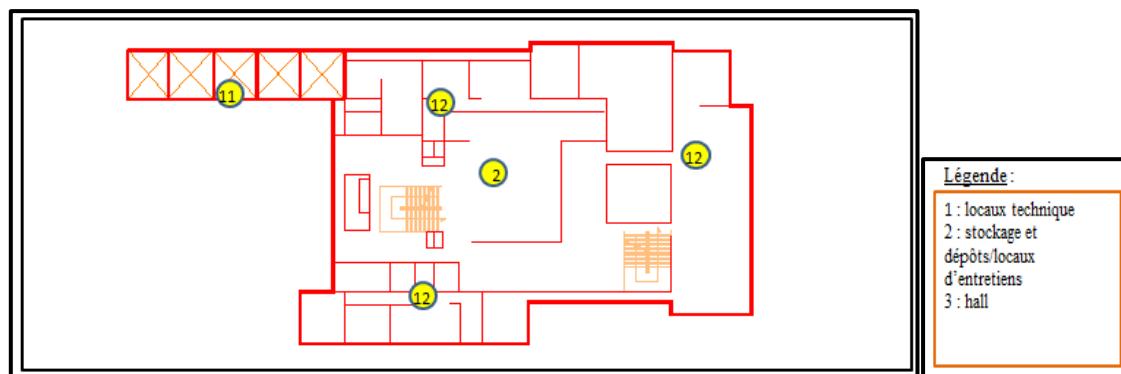 11
12
12
2
12
Légende :
1 : locaux technique
2 : stockage et
dépôts/locaux
d'entretiens
3 : hall